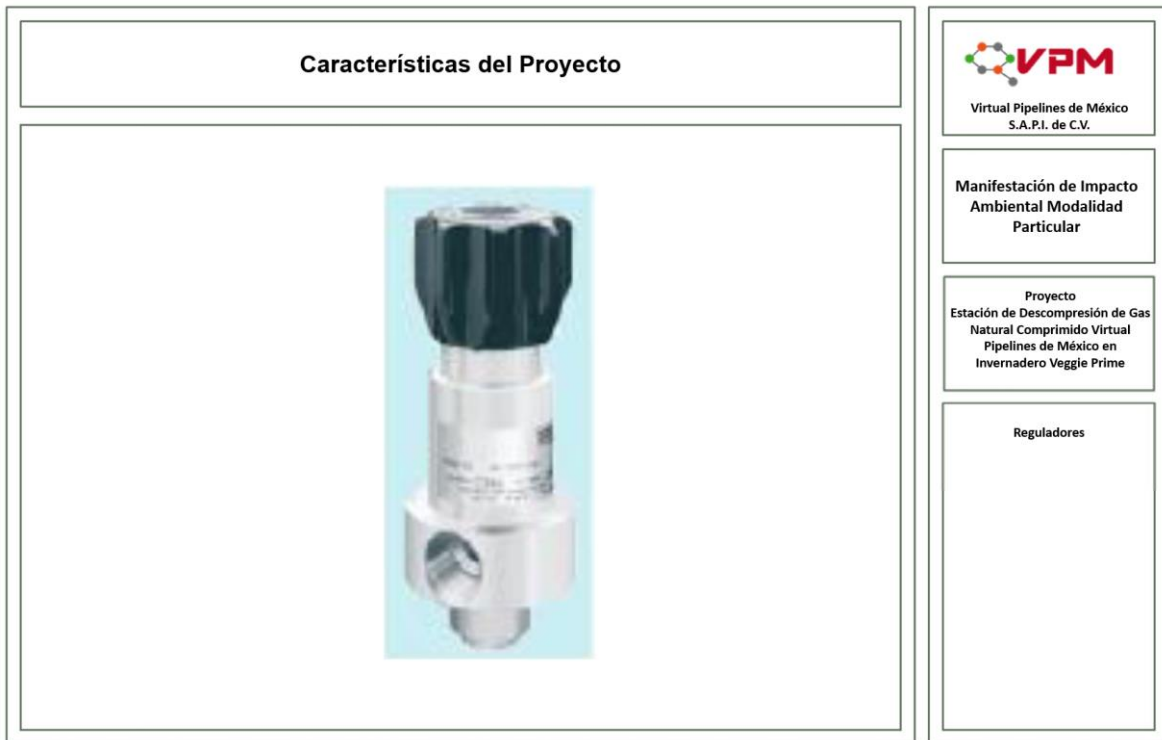 Características del Proyecto
VPM
Virtual Pipelines de México
S.A.P.I. de C.V.
Manifestación de Impacto
Ambiental Modalidad
Particular
Proyecto
Estación de Descompresión de Gas
Natural Comprimido Virtual
Pipelines de México en
Invernadero Veggie Prime
Reguladores